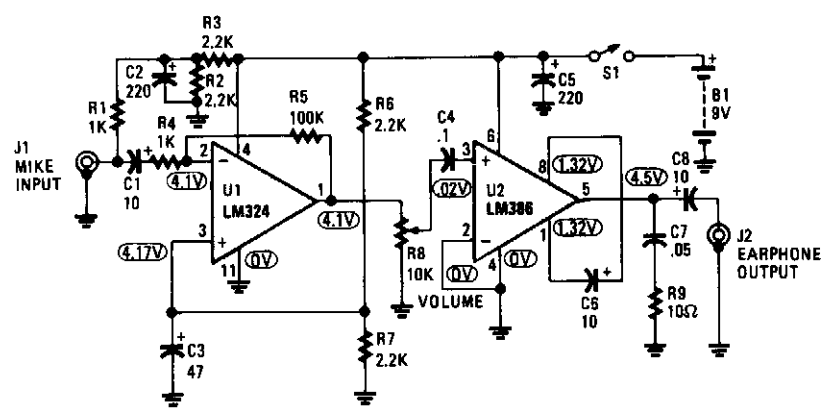 R3
2.2K
C2
220
R2
2.2K
R1
1K
R4
1K
R5
100K
R6
2.2K
C4
.1
C5
220
S1
B1
9V
J1
MIKE
INPUT
C1
10
2
4
4.1V
U1
LM324
1
4.1V
3
4.17V
11
0V
R8
10K
VOLUME
3
6
.02V
U2
LM386
8
1.32V
5
4.5V
C8
10
2
0V
4
0V
1
1.32V
C6
10
C7
.05
R9
10Ω
J2
EARPHONE
OUTPUT
C3
47
R7
2.2K
+
+
+
+
+
+
+
−
+
+
−